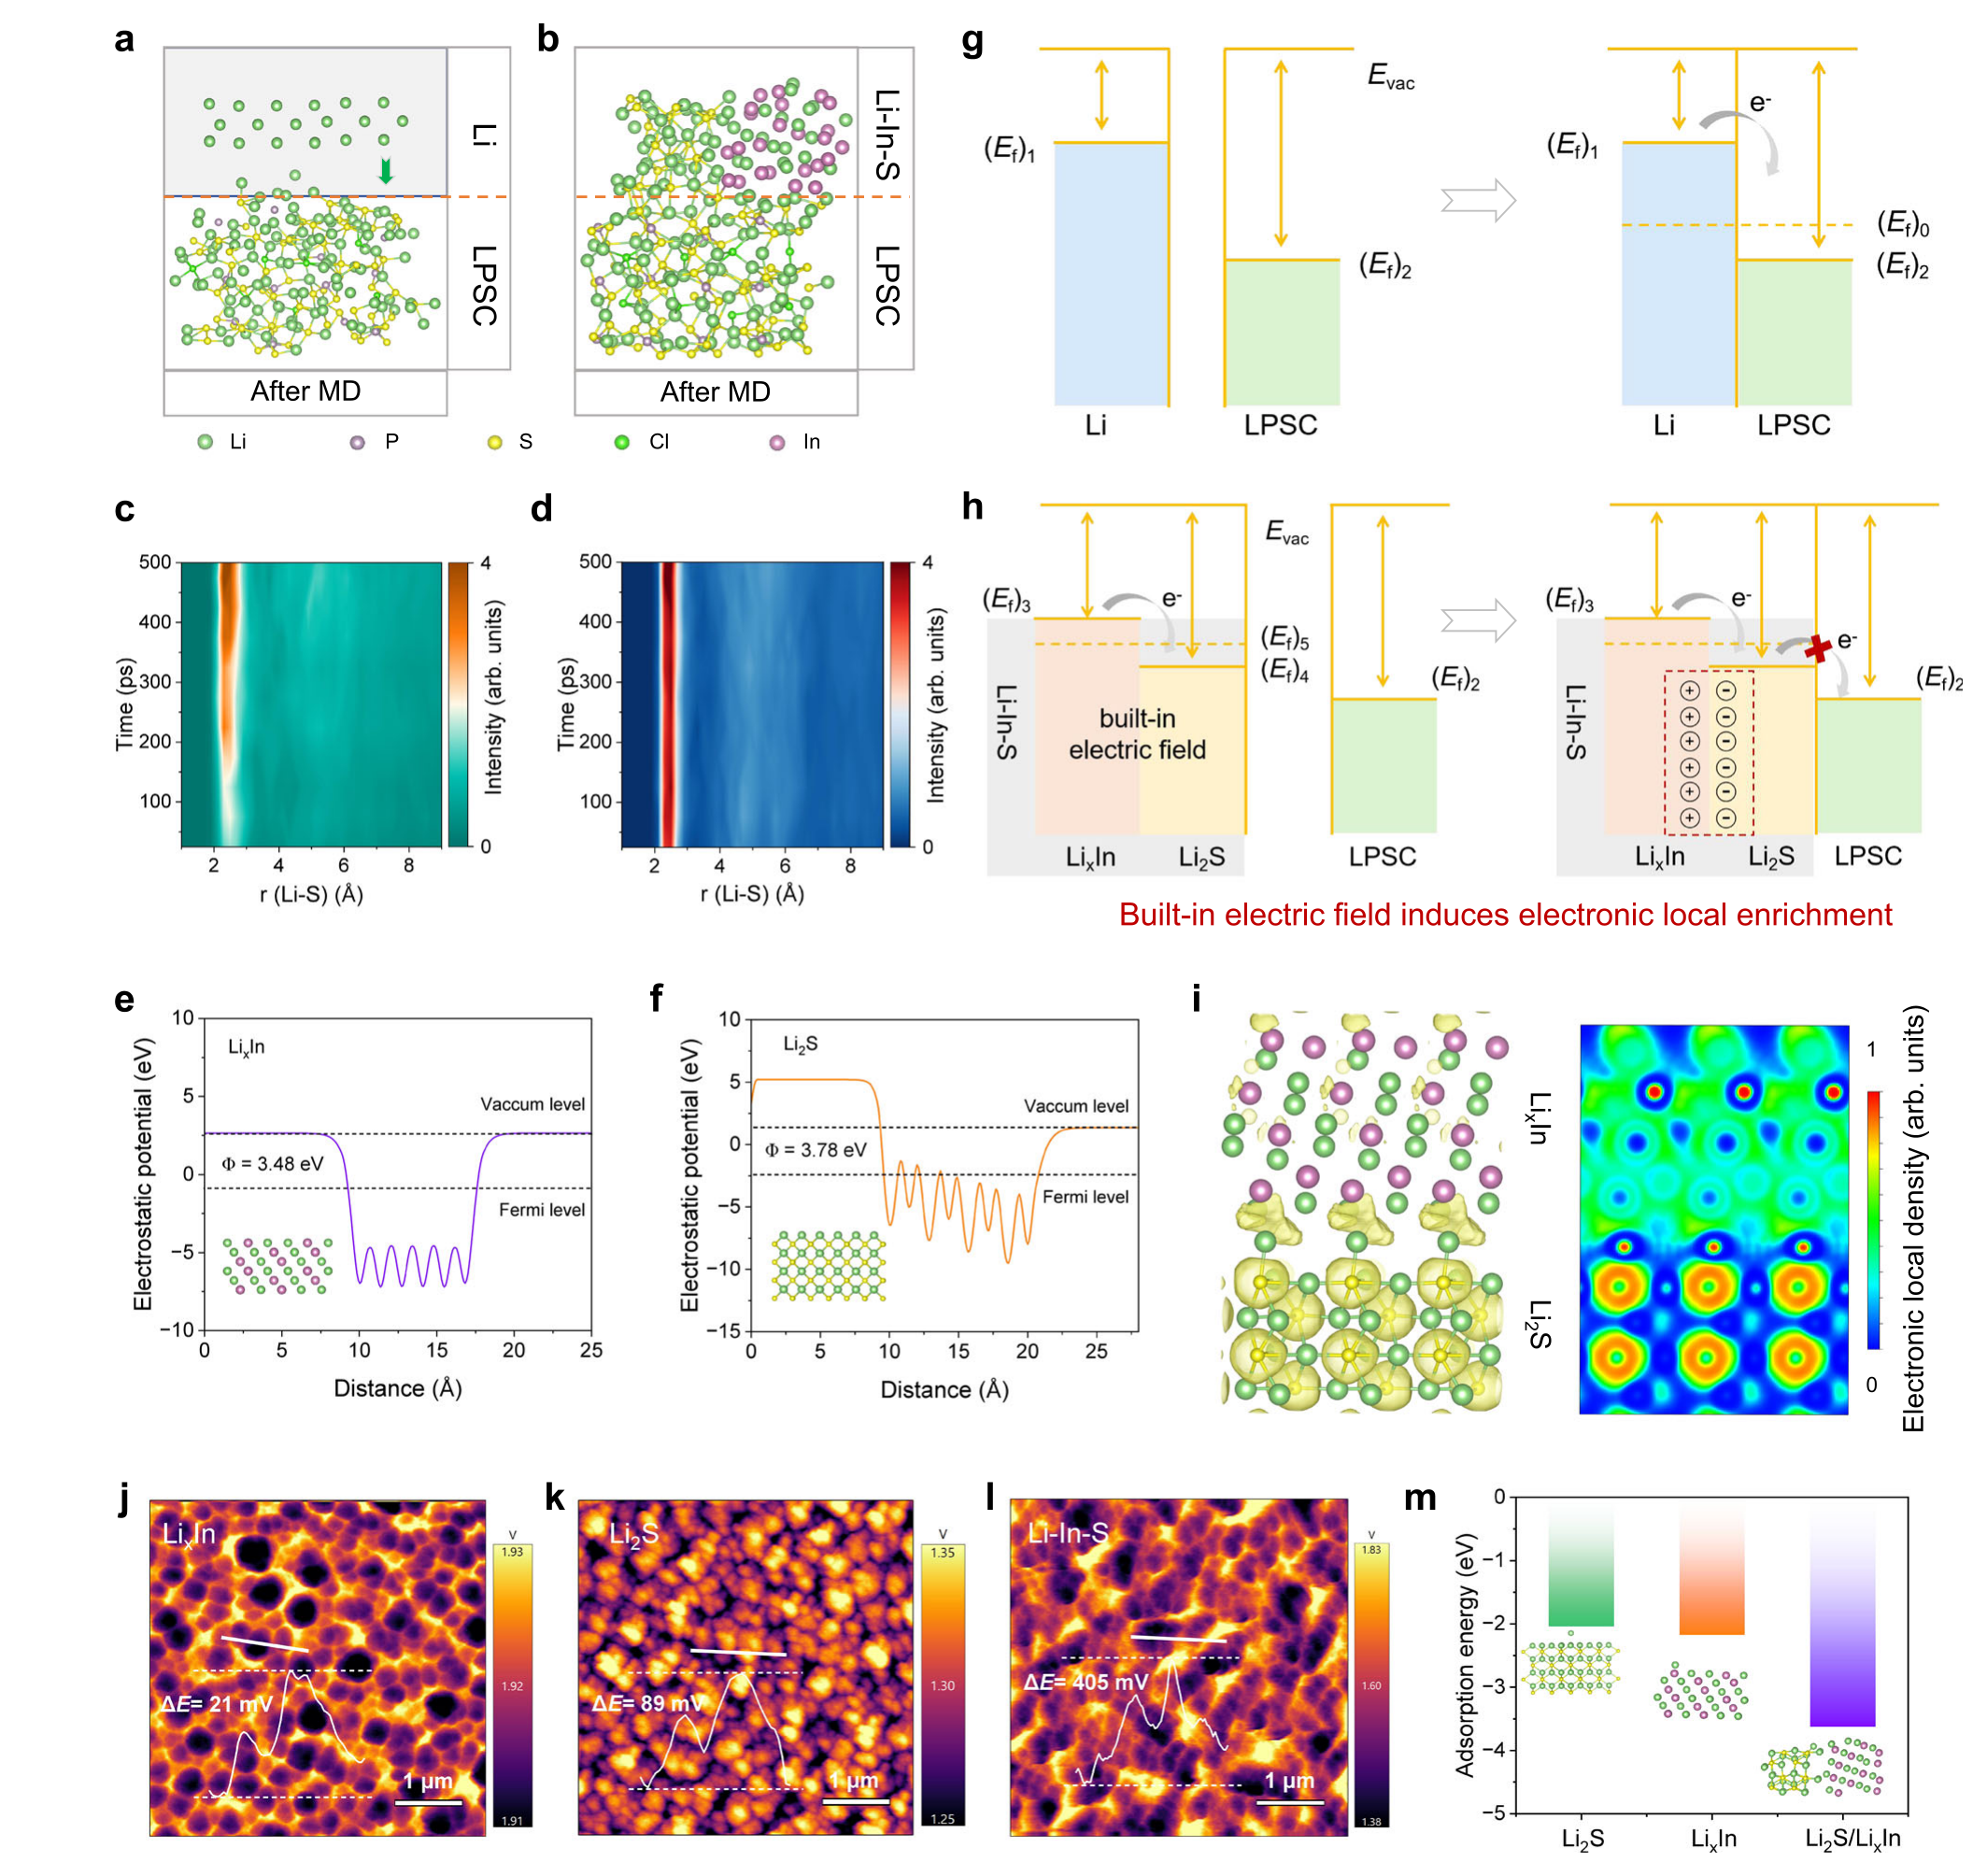 a
Li
LPSC
After MD
b
Li-In-S
LPSC
After MD
Li P S Cl In
g
Evac
(Ef)1
(Ef)2
Li LPSC
(Ef)1
e-
(Ef)0
(Ef)2
Li LPSC
c
500
400
300
200
100
2 4 6 8
Time (ps)
r (Li-S) (Å)
4
0
Intensity (arb. units)
d
500
400
300
200
100
2 4 6 8
Time (ps)
r (Li-S) (Å)
4
0
Intensity (arb. units)
h
Evac
(Ef)3
e-
(Ef)5
(Ef)4
(Ef)2
Li-In-S
built-in
electric field
LixIn Li2S LPSC
(Ef)3
e-
e-
(Ef)2
Li-In-S
+ −
+ −
+ −
+ −
+ −
+ −
LixIn Li2S LPSC
Built-in electric field induces electronic local enrichment
e
LixIn
Vaccum level
Φ = 3.48 eV
Fermi level
10
5
0
−5
−10
0 5 10 15 20 25
Electrostatic potential (eV)
Distance (Å)
f
Li2S
Vaccum level
Φ = 3.78 eV
Fermi level
10
5
0
−5
−10
−15
0 5 10 15 20 25
Electrostatic potential (eV)
Distance (Å)
i
LixIn
Li2S
1
0
Electronic local density (arb. units)
j
LixIn
ΔE= 21 mV
1 μm
V
1.93
1.92
1.91
k
Li2S
ΔE= 89 mV
1 μm
V
1.35
1.30
1.25
l
Li-In-S
ΔE= 405 mV
1 μm
V
1.83
1.60
1.38
m
0
−1
−2
−3
−4
−5
Adsorption energy (eV)
Li2S LixIn Li2S/LixIn